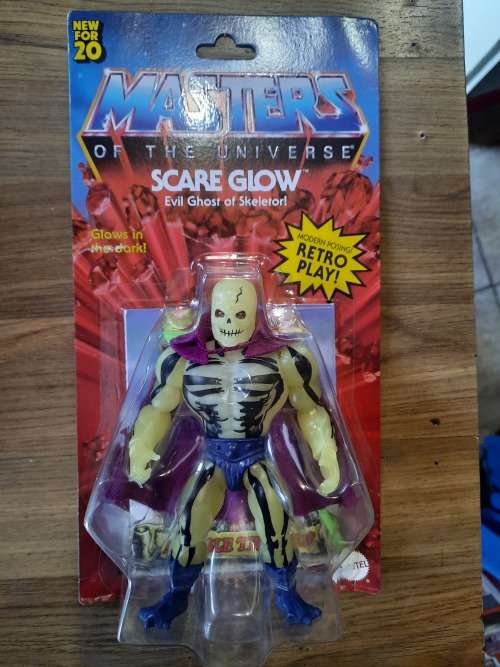 NEW
FOR
20
MASTERS
OF THE UNIVERSE
SCARE GLOW™
Evil Ghost of Skeletor!
Glows in
the dark!
MODERN POSING!
RETRO
PLAY!